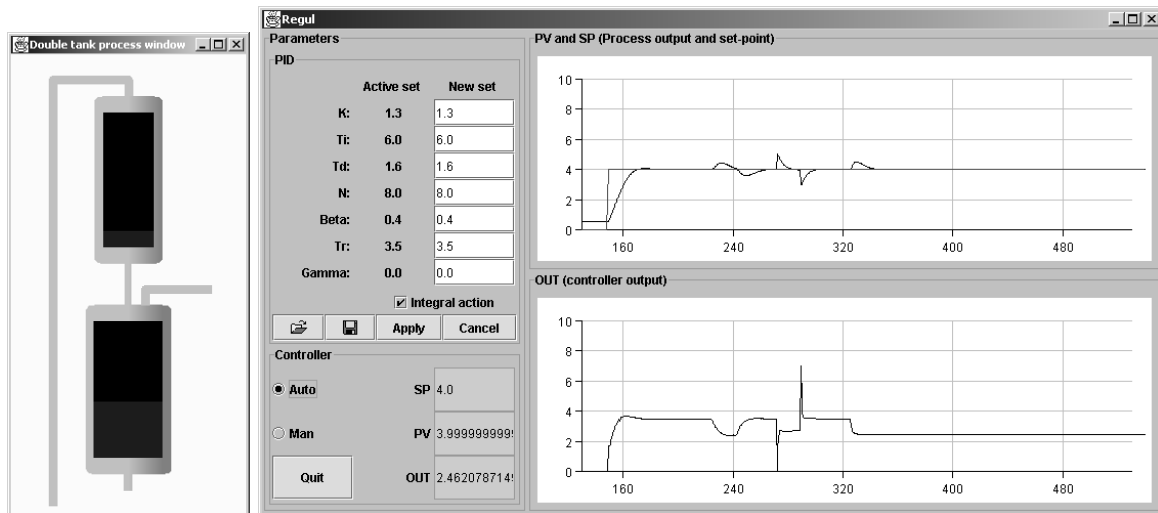 Double tank process window
Regul
Parameters
PID
Active set New set
K: 1.3 1.3
Ti: 6.0 6.0
Td: 1.6 1.6
N: 8.0 8.0
Beta: 0.4 0.4
Tr: 3.5 3.5
Gamma: 0.0 0.0
Integral action
Apply Cancel
Controller
Auto SP 4.0
Man PV 3.999999999
Quit OUT 2.462078714
PV and SP (Process output and set-point)
10
8
6
4
2
0
160 240 320 400 480
OUT (controller output)
10
8
6
4
2
0
160 240 320 400 480